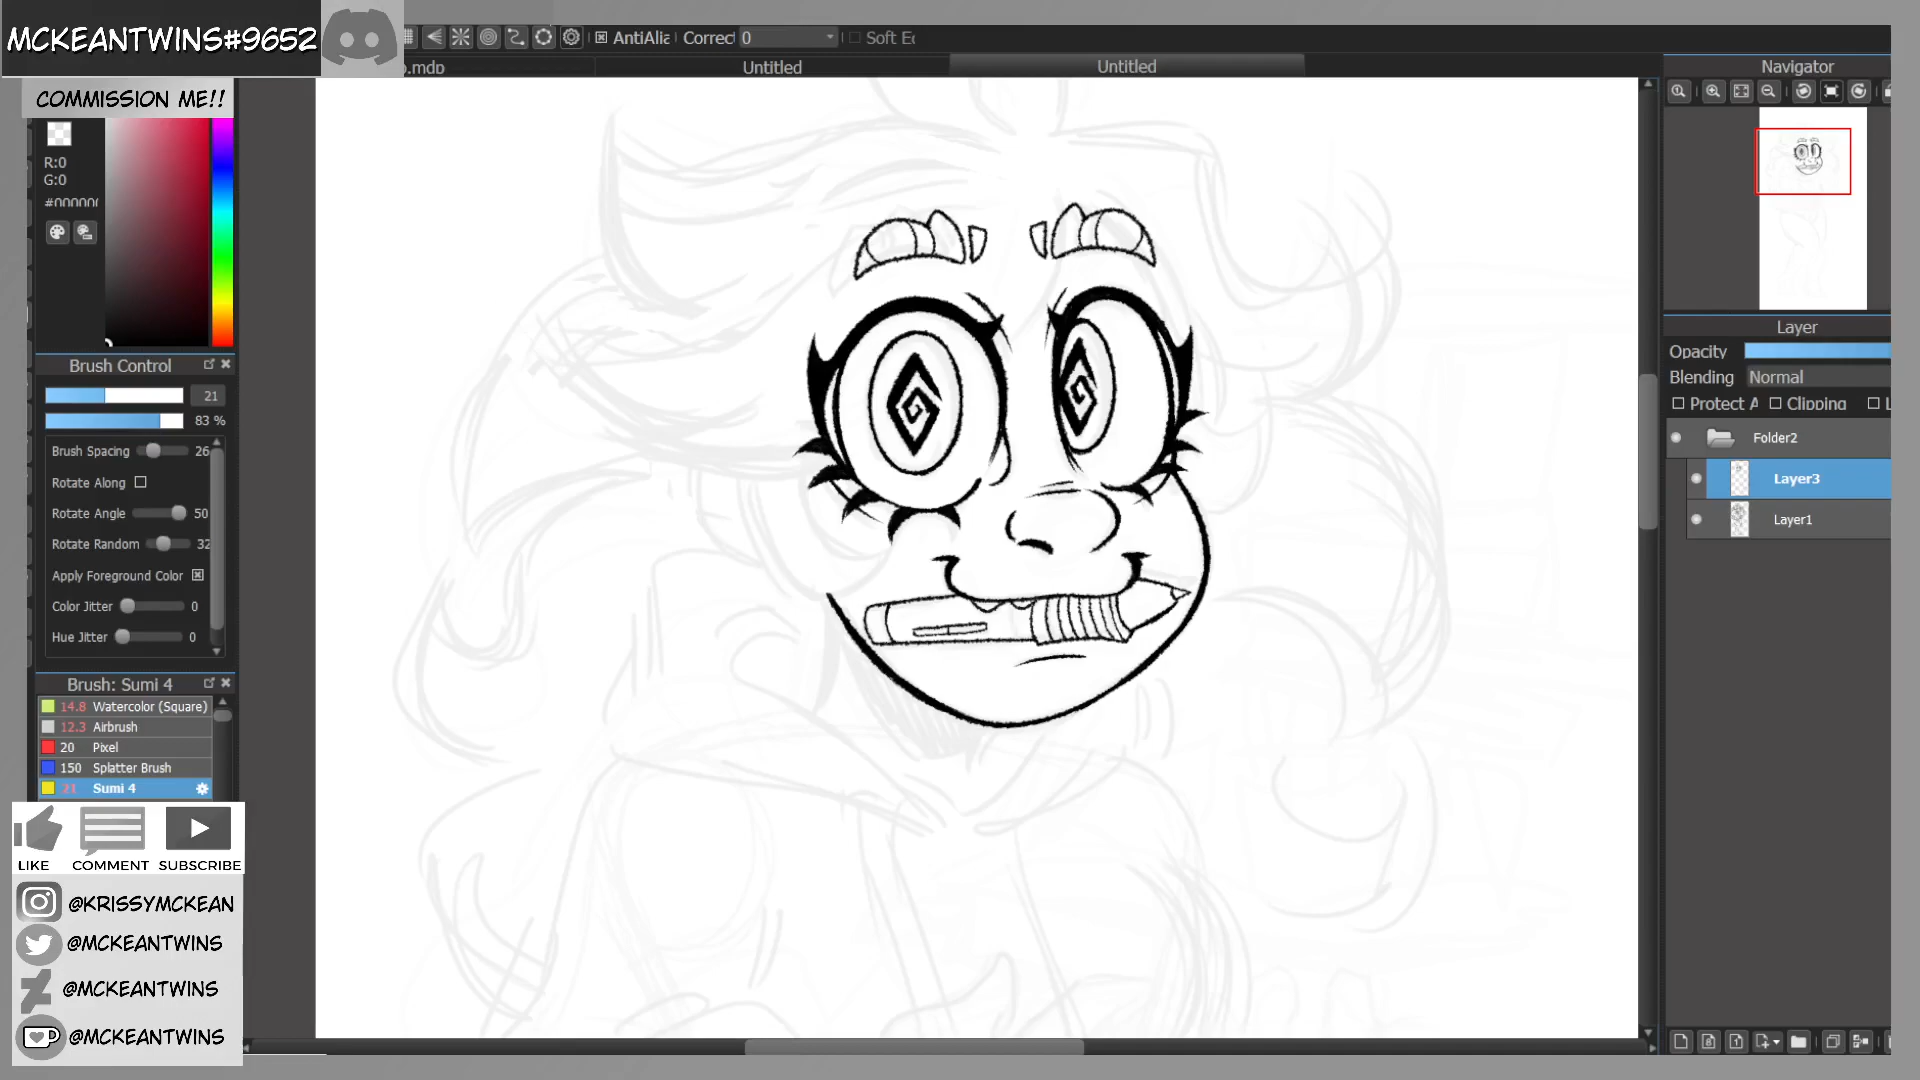 MCKEANTWINS#9652
COMMISSION ME!!
AntiAlia
Correct 0
Soft Ec
.mdp
Untitled
Untitled
Navigator
R:0
G:0
#000000
Brush Control
21
83 %
Brush Spacing 26
Rotate Along
Rotate Angle 50
Rotate Random 32
Apply Foreground Color
Color Jitter 0
Hue Jitter 0
Brush: Sumi 4
14.8 Watercolor (Square)
12.3 Airbrush
20 Pixel
150 Splatter Brush
21 Sumi 4
LIKE COMMENT SUBSCRIBE
@KRISSYMCKEAN
@MCKEANTWINS
@MCKEANTWINS
@MCKEANTWINS
Layer
Opacity
Blending Normal
Protect A Clipping L
Folder2
Layer3
Layer1